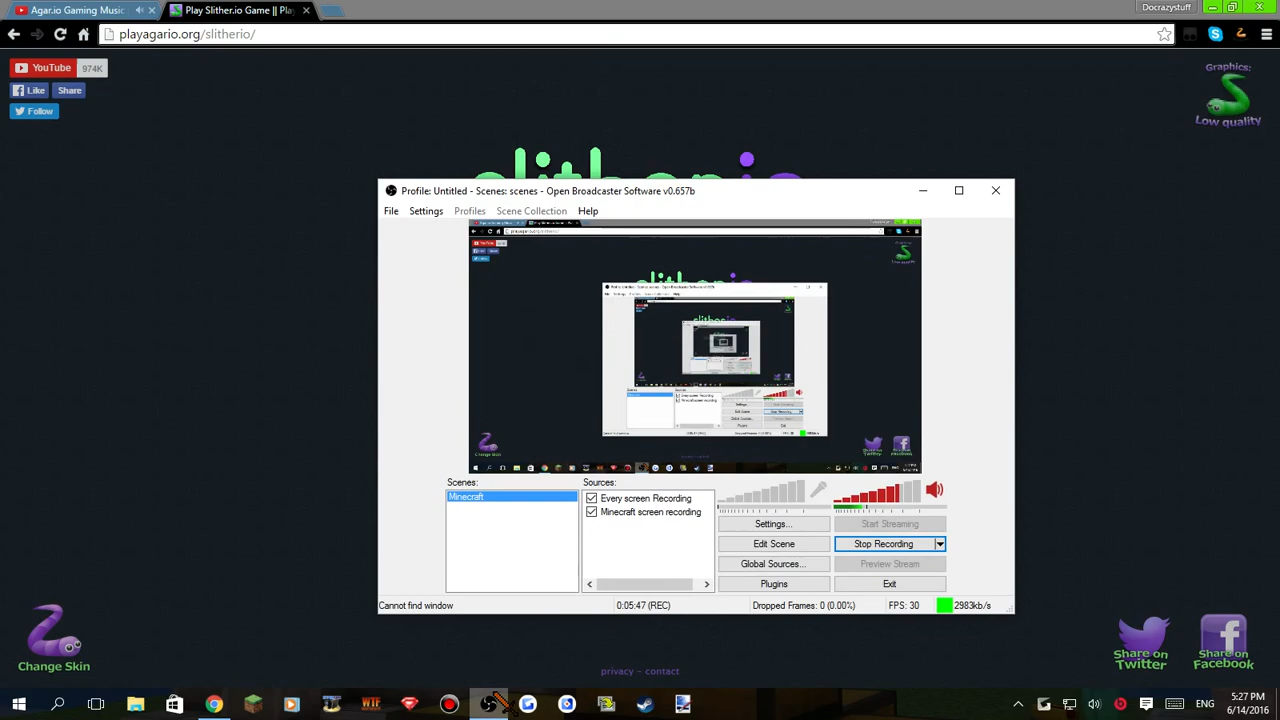 Agar.io Gaming Music
Play Slither.io Game || Pla
Docrazystuff
playagario.org/slitherio/
YouTube 974K
Like Share
Follow
Graphics:
Low quality
slither.io
Profile: Untitled - Scenes: scenes - Open Broadcaster Software v0.657b
File Settings Profiles Scene Collection Help
Scenes:
Sources:
Minecraft
Every screen Recording
Minecraft screen recording
Settings...
Start Streaming
Edit Scene
Stop Recording
Global Sources...
Preview Stream
Plugins
Exit
Cannot find window
0:05:47 (REC)
Dropped Frames: 0 (0.00%)
FPS: 30
2983kb/s
Change Skin
Share on
Twitter
Share on
Facebook
privacy – contact
WTF
ENG
5:27 PM
6/14/2016